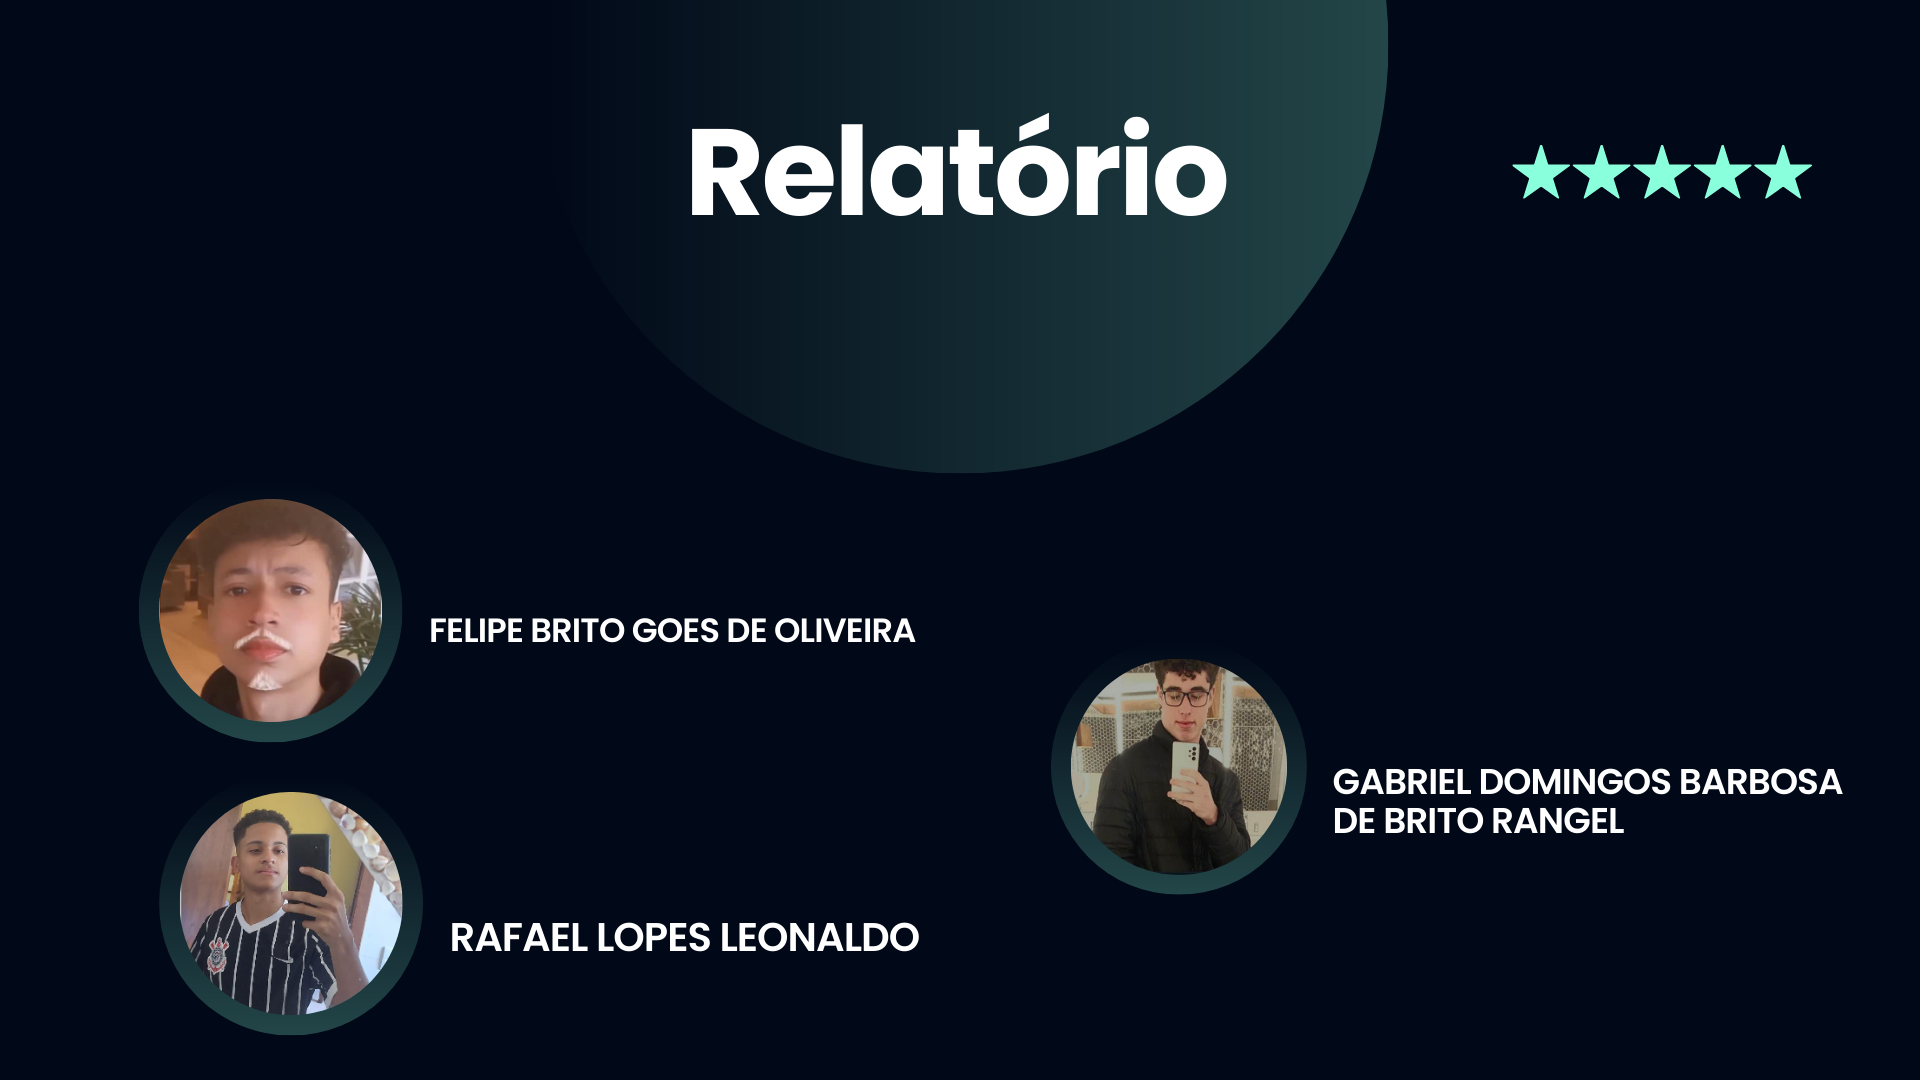 Relatório
FELIPE BRITO GOES DE OLIVEIRA
GABRIEL DOMINGOS BARBOSA
DE BRITO RANGEL
RAFAEL LOPES LEONALDO